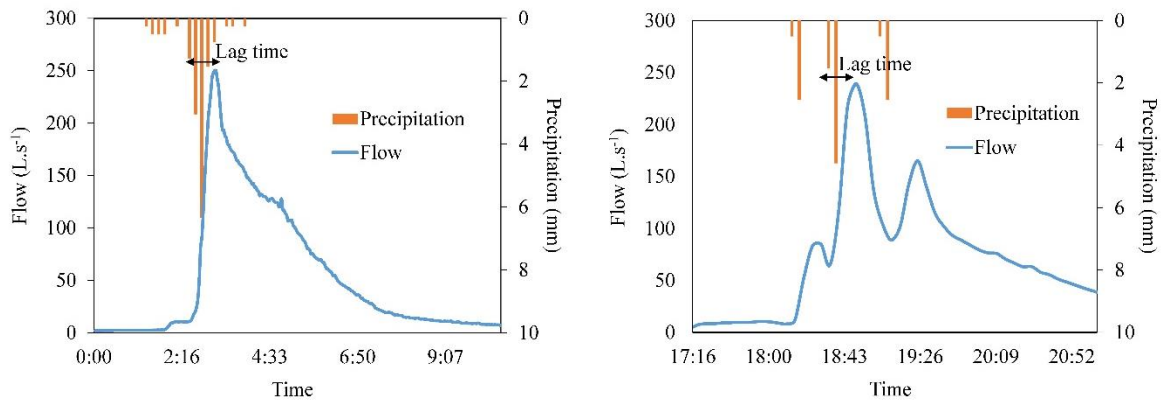 300
250
200
150
100
50
0
Flow (L.s⁻¹)
0
2
4
6
8
10
Precipitation (mm)
Lag time
Precipitation
Flow
0:00 2:16 4:33 6:50 9:07
Time
300
250
200
150
100
50
0
Flow (L.s⁻¹)
0
2
4
6
8
10
Precipitation (mm)
Lag time
Precipitation
Flow
17:16 18:00 18:43 19:26 20:09 20:52
Time